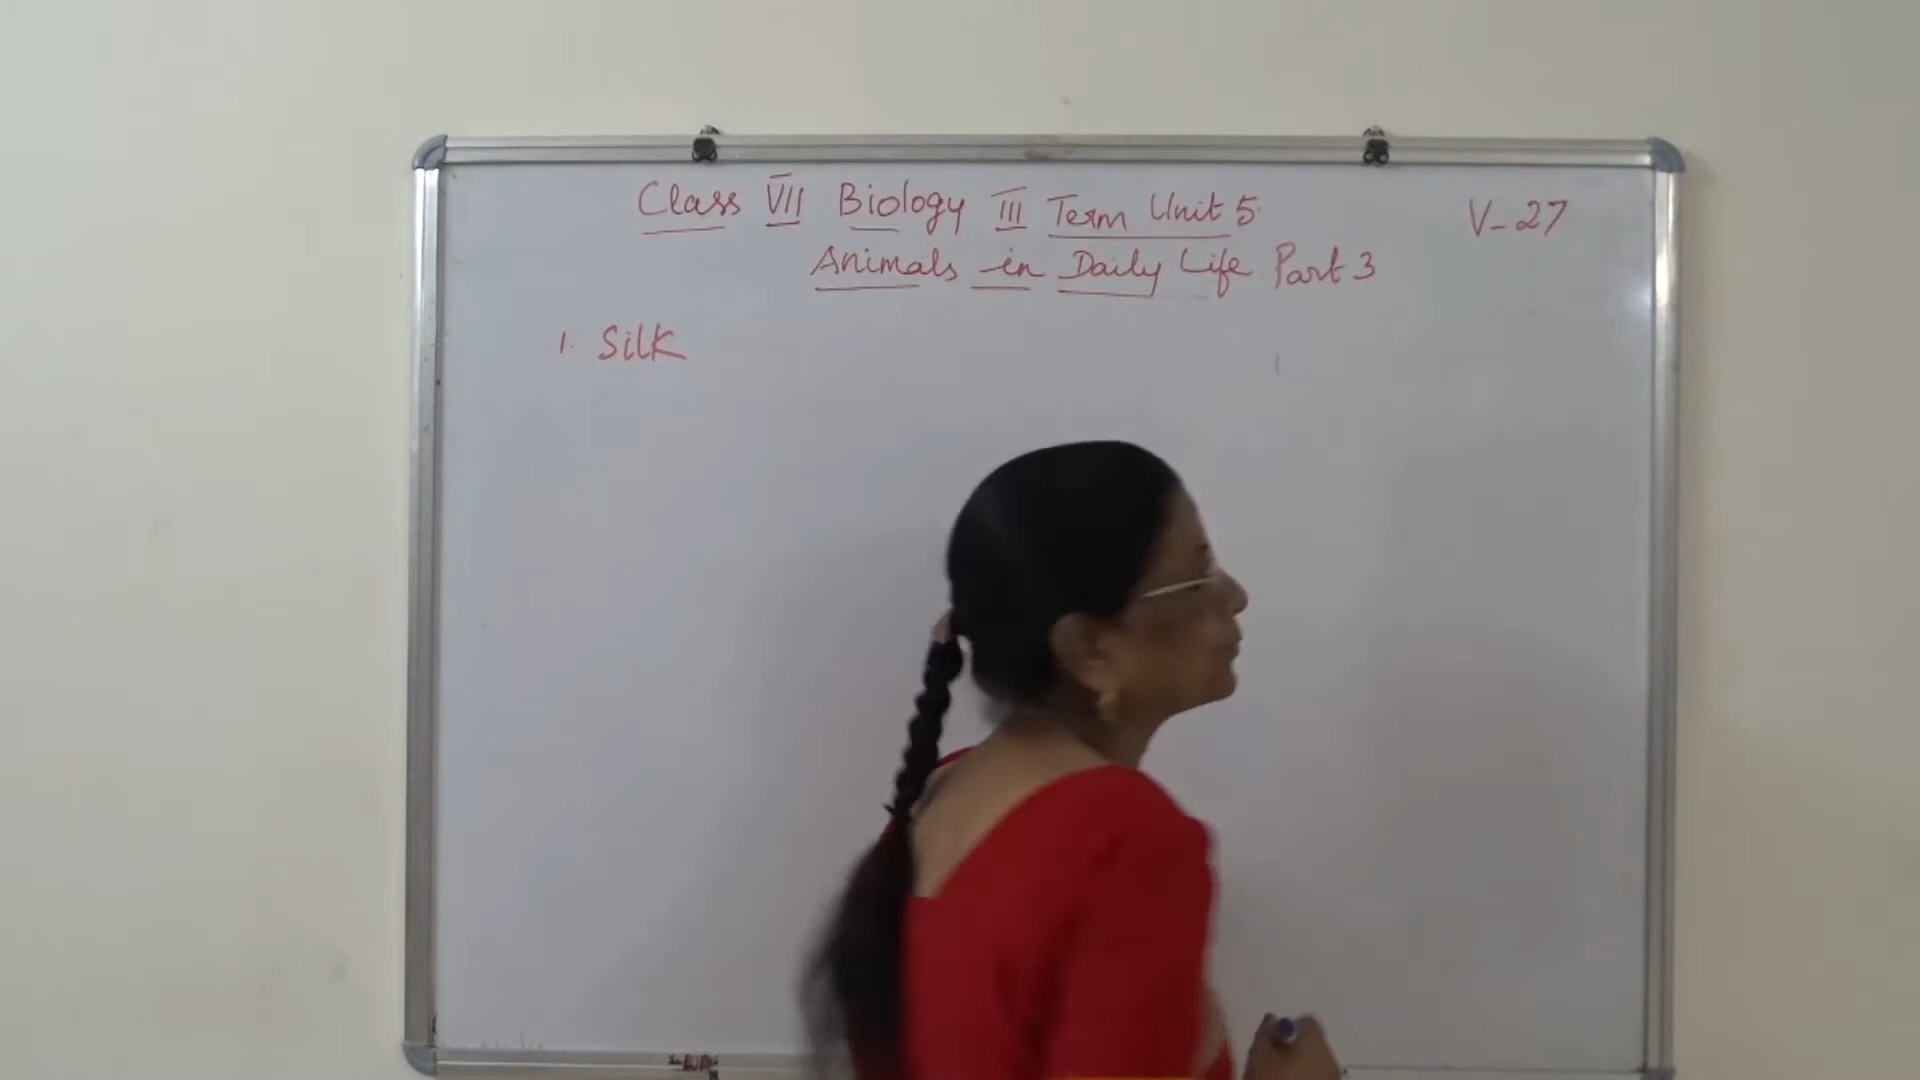 Class VII Biology III Term Unit 5
V-27
Animals in Daily Life Part 3
1. Silk